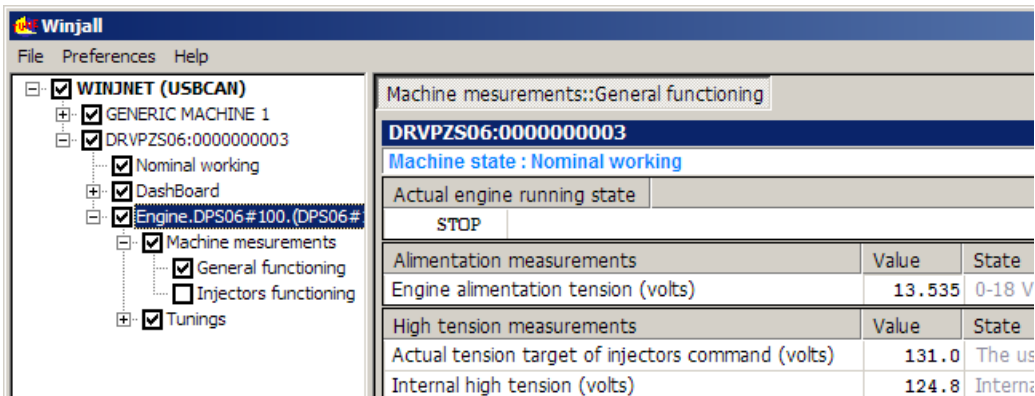 Winjall
File Preferences Help
WINJNET (USBCAN)
GENERIC MACHINE 1
DRVPZS06:0000000003
Nominal working
DashBoard
Engine.DPS06#100.(DPS06#
Machine mesurements
General functioning
Injectors functioning
Tunings
Machine mesurements::General functioning
DRVPZS06:0000000003
Machine state : Nominal working
Actual engine running state
STOP
Alimentation measurements Value State
Engine alimentation tension (volts) 13.535 0-18 V
High tension measurements Value State
Actual tension target of injectors command (volts) 131.0 The us
Internal high tension (volts) 124.8 Interna